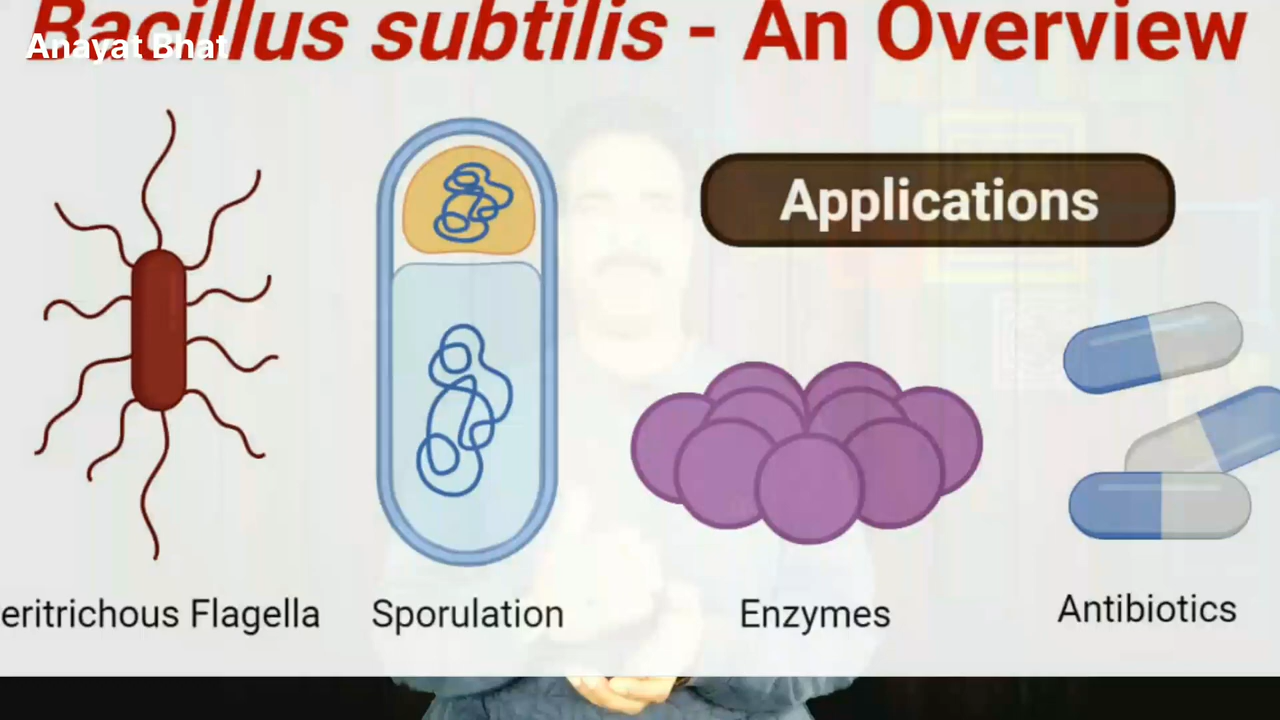 Bacillus subtilis - An Overview
Anayat Bhat
Applications
eritrichous Flagella
Sporulation
Enzymes
Antibiotics